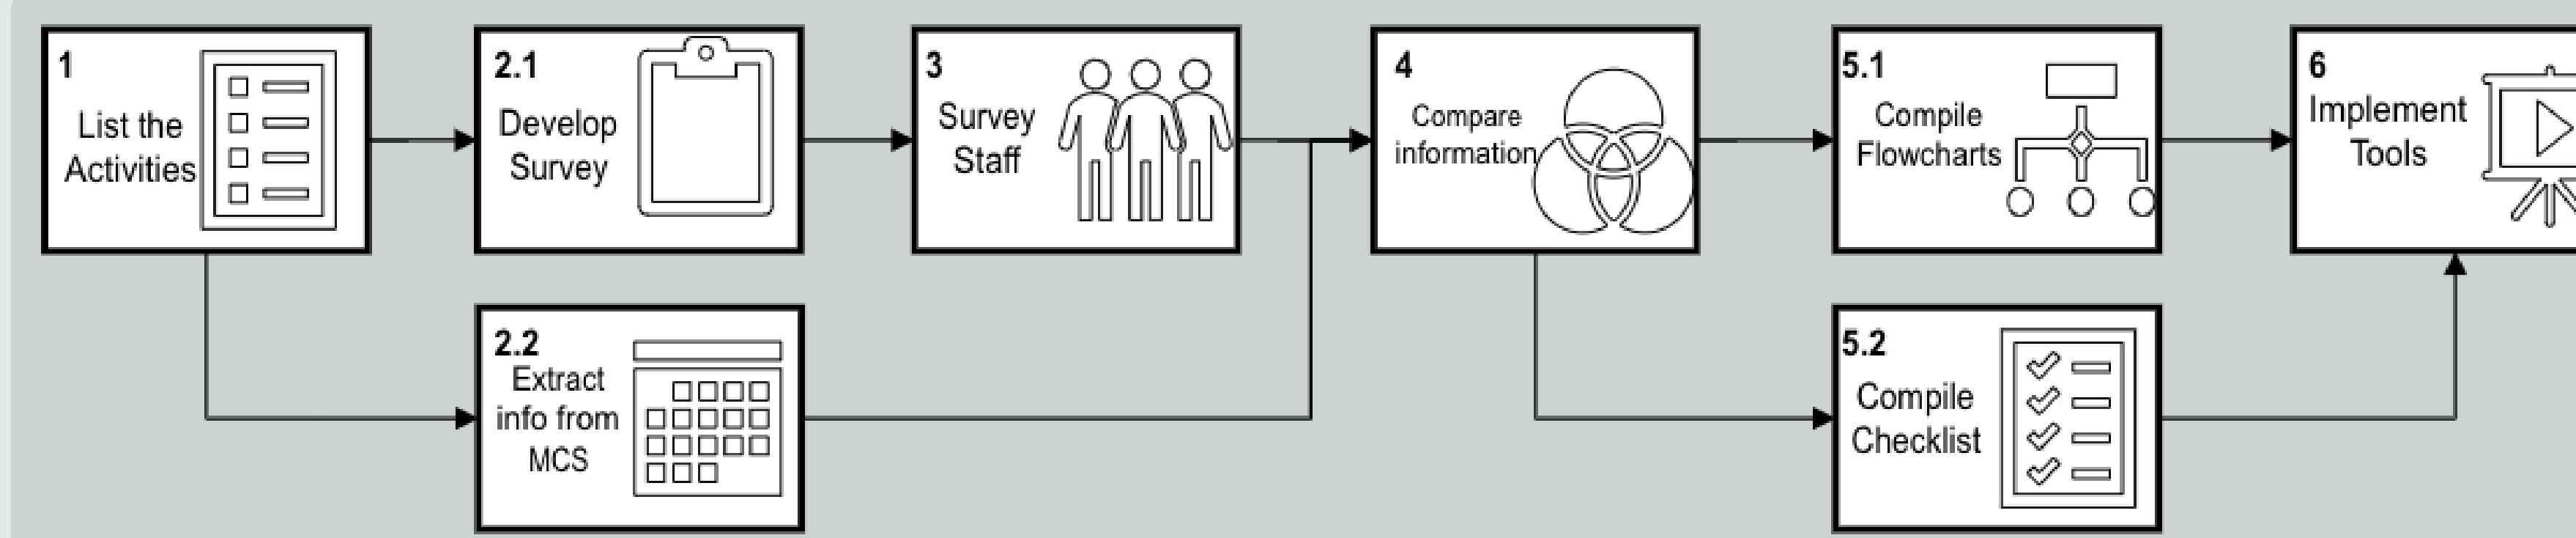 1
List the
Activities
2.1
Develop
Survey
3
Survey
Staff
4
Compare
information
5.1
Compile
Flowcharts
6
Implement
Tools
2.2
Extract
info from
MCS
5.2
Compile
Checklist